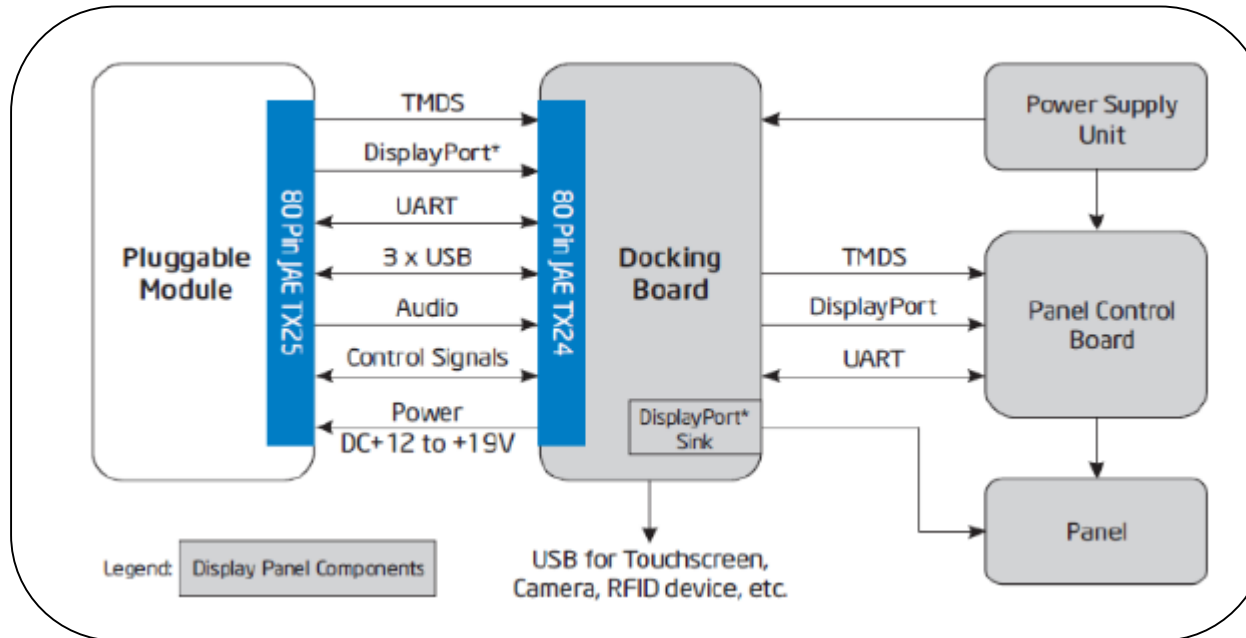 Pluggable
Module
80 Pin JAE TX25
TMDS
DisplayPort*
UART
3 x USB
Audio
Control Signals
Power
DC+12 to +19V
80 Pin JAE TX24
Docking
Board
DisplayPort*
Sink
TMDS
DisplayPort
UART
Power Supply
Unit
Panel Control
Board
Panel
USB for Touchscreen,
Camera, RFID device, etc.
Legend:
Display Panel Components